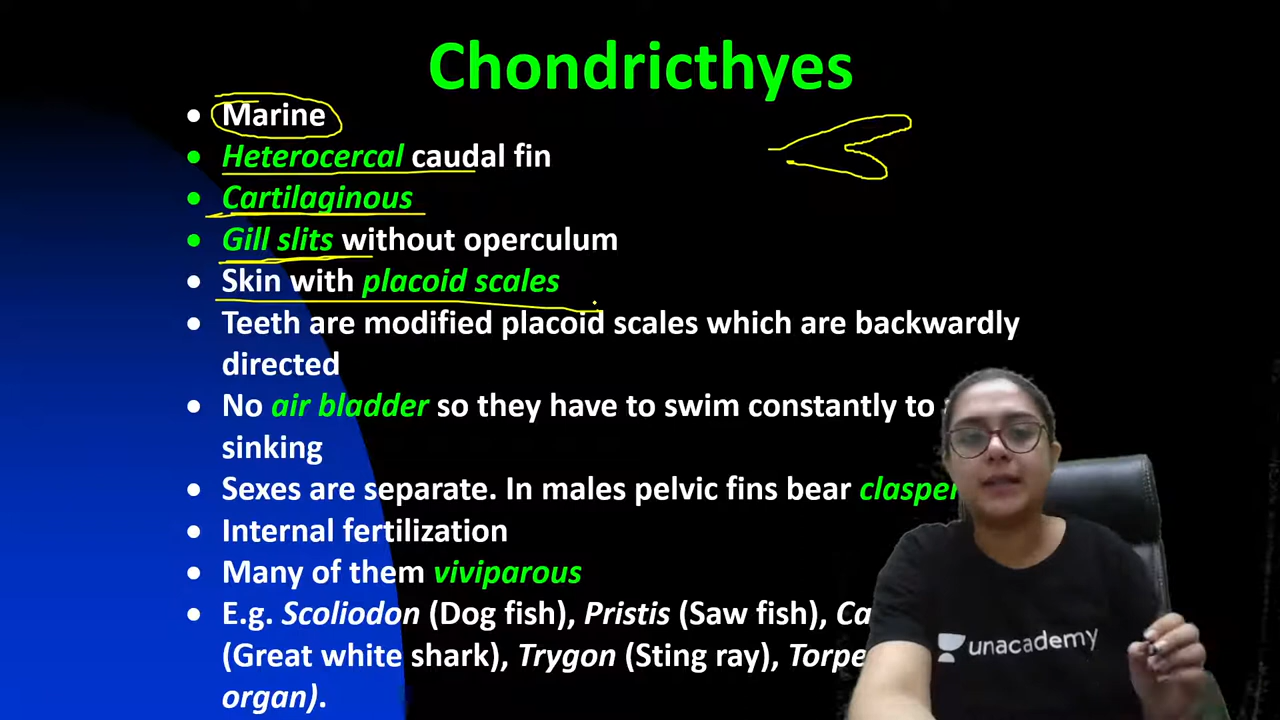 Chondricthyes
• Marine
• Heterocercal caudal fin
• Cartilaginous
• Gill slits without operculum
• Skin with placoid scales
• Teeth are modified placoid scales which are backwardly
directed
• No air bladder so they have to swim constantly to
sinking
• Sexes are separate. In males pelvic fins bear
• Internal fertilization
• Many of them viviparous
• E.g. Scoliodon (Dog fish), Pristis (Saw fish),
(Great white shark), Trygon (Sting ray),
organ).
unacademy